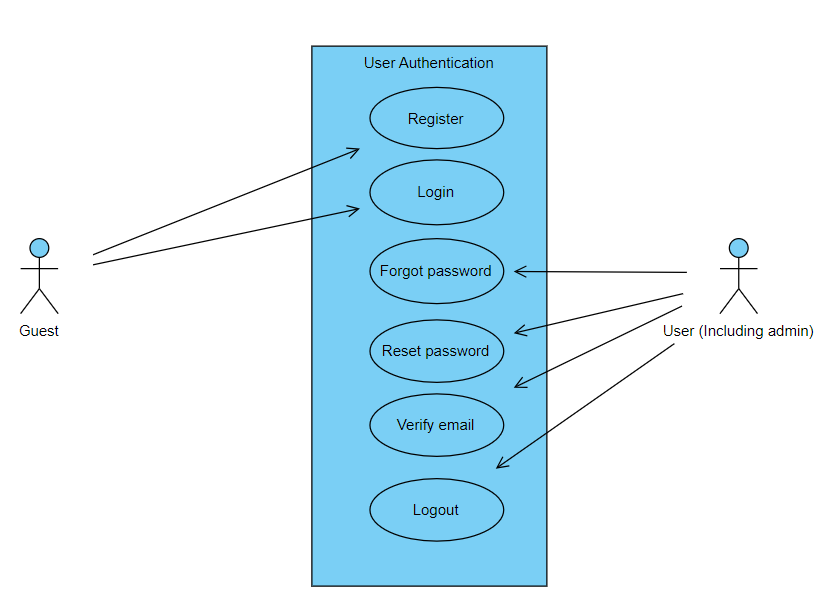 User Authentication
Register
Login
Forgot password
Reset password
Verify email
Logout
Guest
User (Including admin)